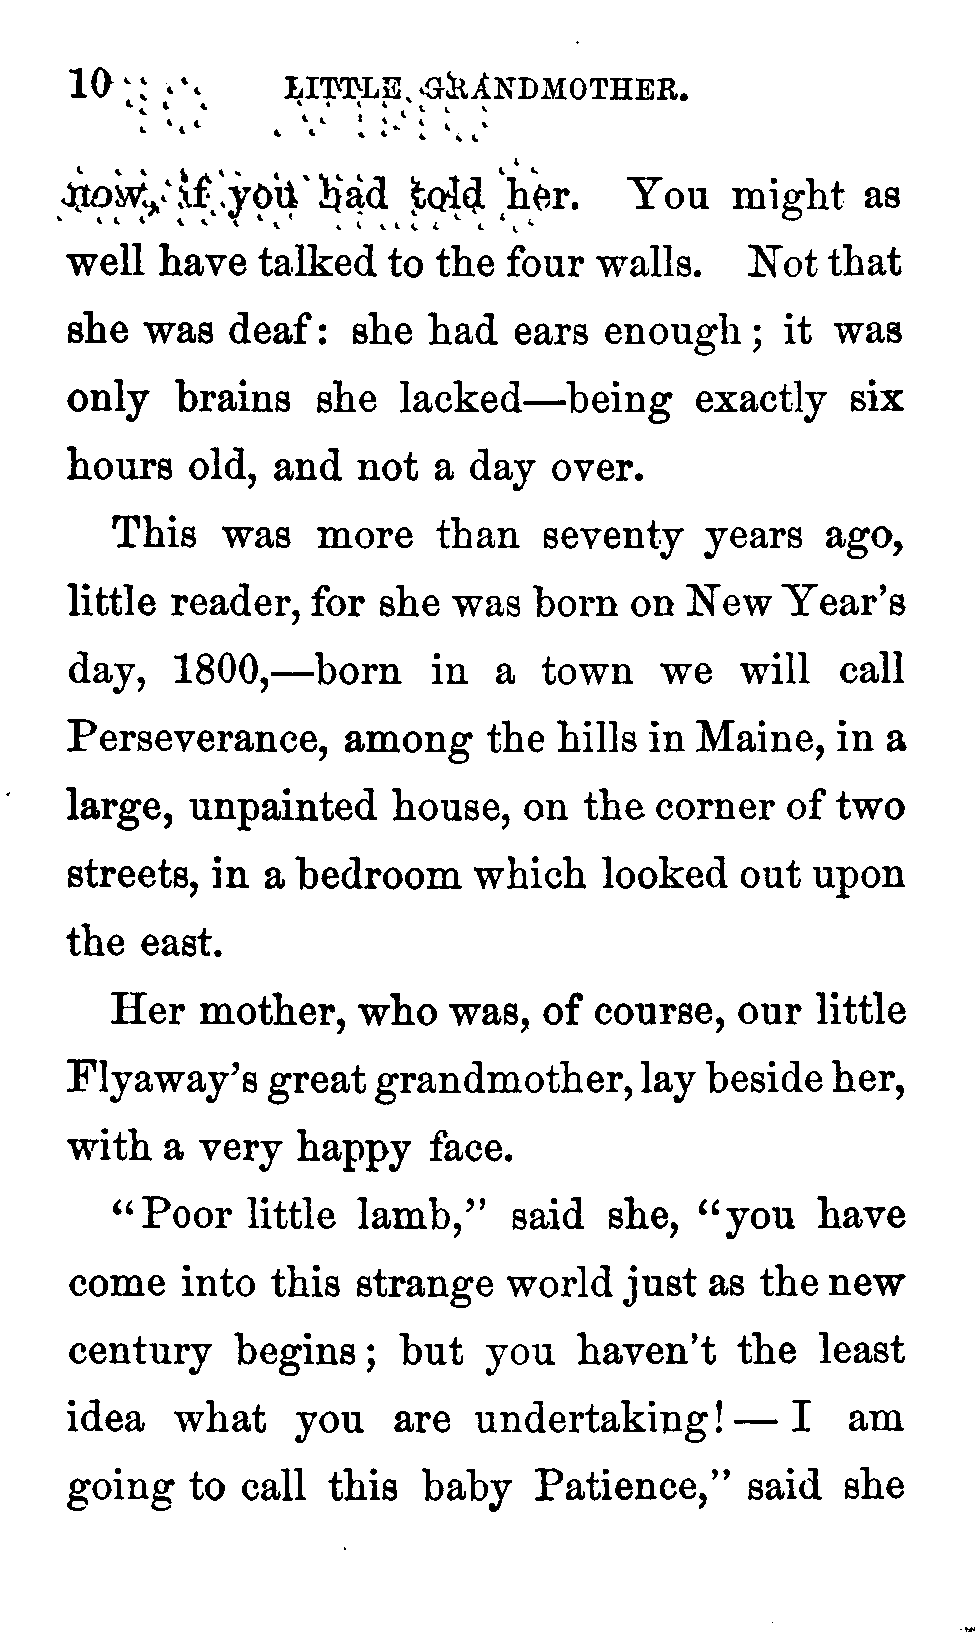 10 LITTLE GRANDMOTHER.
now, if you had told her. You might as
well have talked to the four walls. Not that
she was deaf: she had ears enough; it was
only brains she lacked—being exactly six
hours old, and not a day over.
This was more than seventy years ago,
little reader, for she was born on New Year's
day, 1800,—born in a town we will call
Perseverance, among the hills in Maine, in a
large, unpainted house, on the corner of two
streets, in a bedroom which looked out upon
the east.
Her mother, who was, of course, our little
Flyaway's great grandmother, lay beside her,
with a very happy face.
“Poor little lamb,” said she, “you have
come into this strange world just as the new
century begins; but you haven't the least
idea what you are undertaking!— I am
going to call this baby Patience,” said she